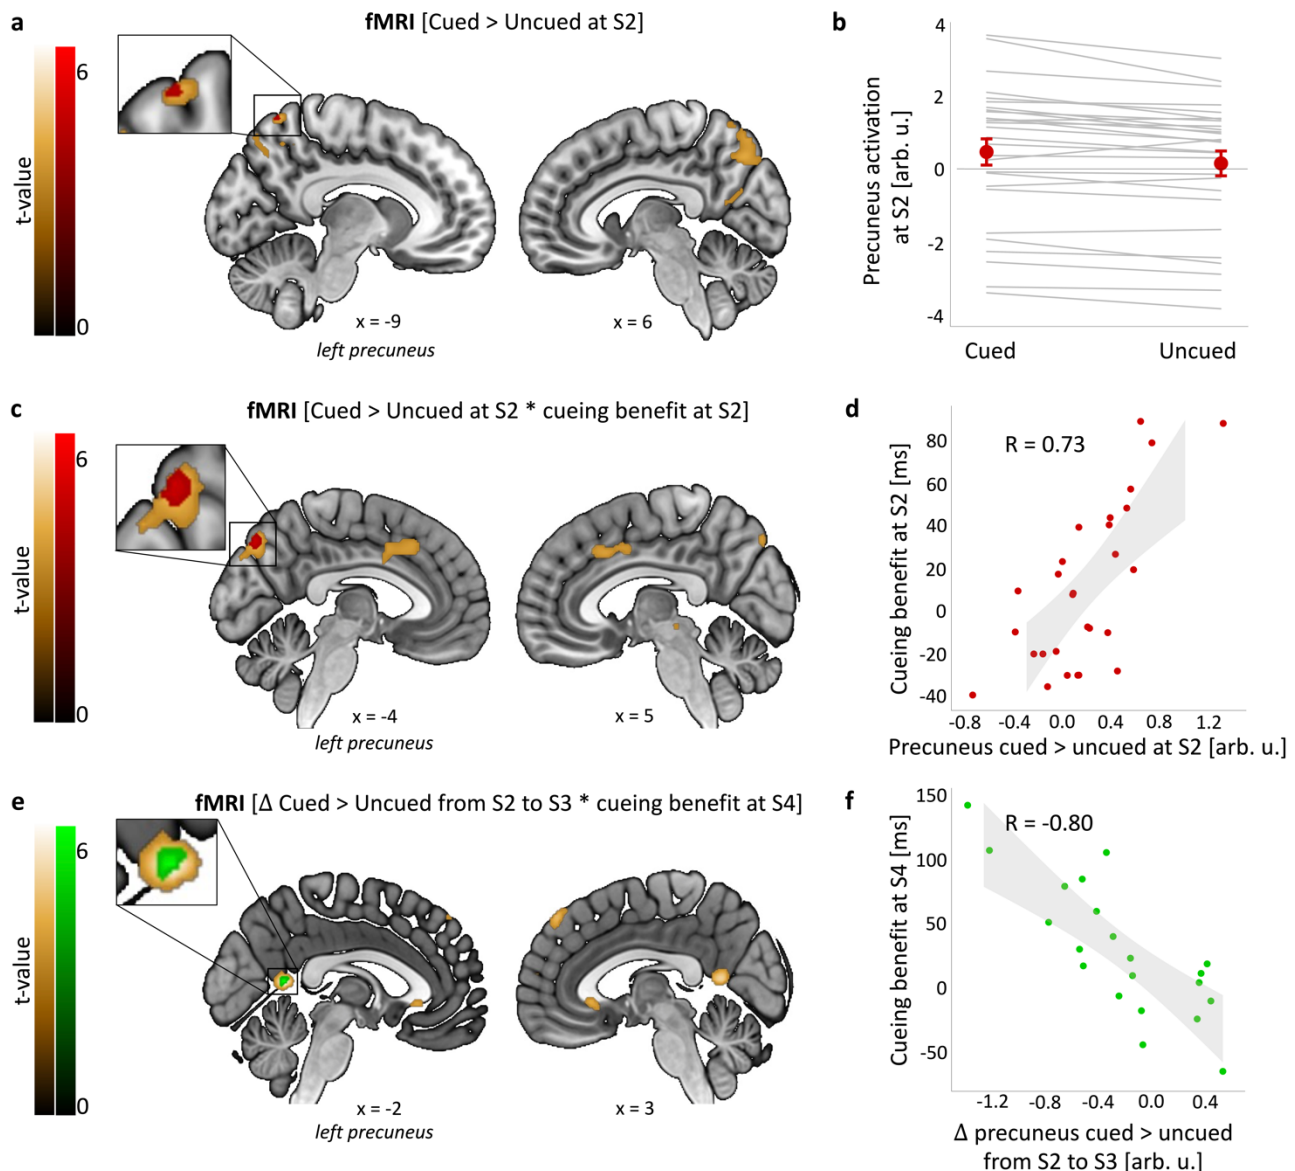 a
fMRI [Cued > Uncued at S2]
t-value
6
0
x = -9
left precuneus
x = 6
b
Precuneus activation
at S2 [arb. u.]
4
2
0
-2
-4
Cued
Uncued
c
fMRI [Cued > Uncued at S2 * cueing benefit at S2]
6
0
x = -4
left precuneus
x = 5
d
Cueing benefit at S2 [ms]
R = 0.73
80
60
40
20
0
-20
-40
-0.8 -0.4 0.0 0.4 0.8 1.2
Precuneus cued > uncued at S2 [arb. u.]
e
fMRI [Δ Cued > Uncued from S2 to S3 * cueing benefit at S4]
t-value
6
0
x = -2
left precuneus
x = 3
f
Cueing benefit at S4 [ms]
R = -0.80
150
100
50
0
-50
-1.2 -0.8 -0.4 0.0 0.4
Δ precuneus cued > uncued
from S2 to S3 [arb. u.]